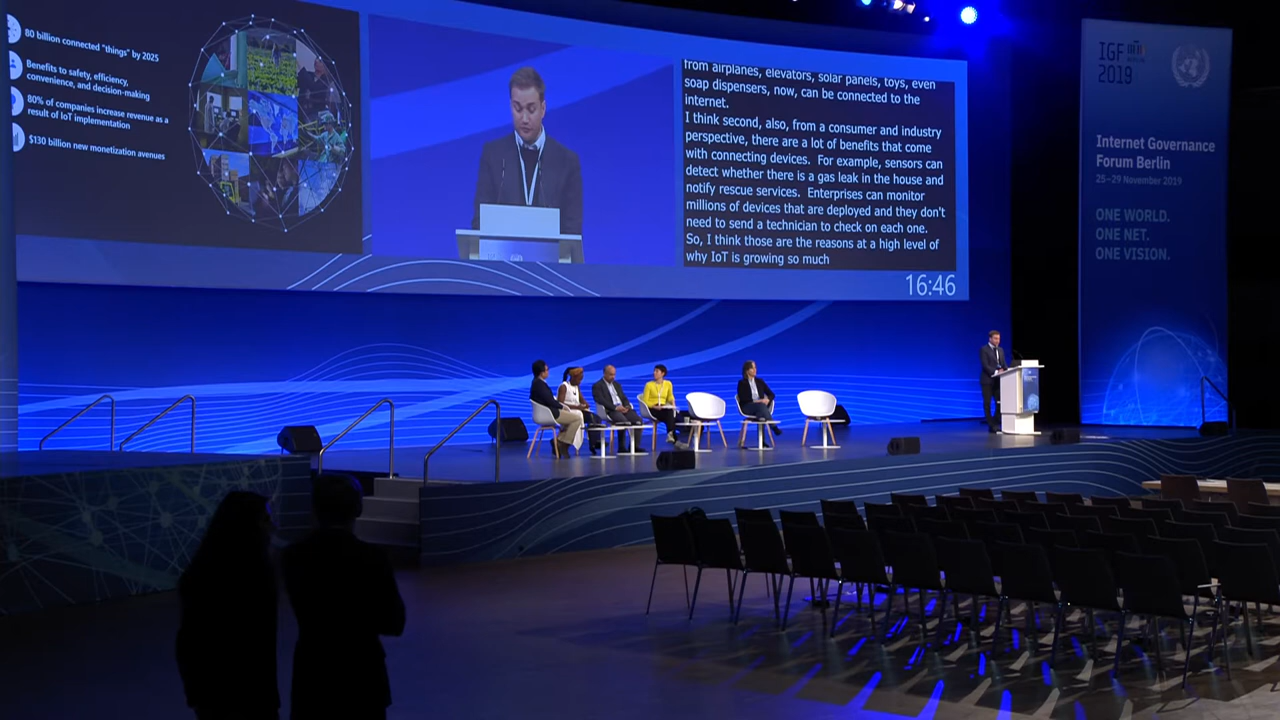 80 billion connected "things" by 2025
Benefits to safety, efficiency,
convenience, and decision-making
80% of companies increase revenue as a
result of IoT implementation
$130 billion new monetization avenues
from airplanes, elevators, solar panels, toys, even
soap dispensers, now, can be connected to the
internet.
I think second, also, from a consumer and industry
perspective, there are a lot of benefits that come
with connecting devices. For example, sensors can
detect whether there is a gas leak in the house and
notify rescue services. Enterprises can monitor
millions of devices that are deployed and they don't
need to send a technician to check on each one.
So, I think those are the reasons at a high level of
why IoT is growing so much
16:46
IGF
2019
Internet Governance
Forum Berlin
25–29 November 2019
ONE WORLD.
ONE NET.
ONE VISION.